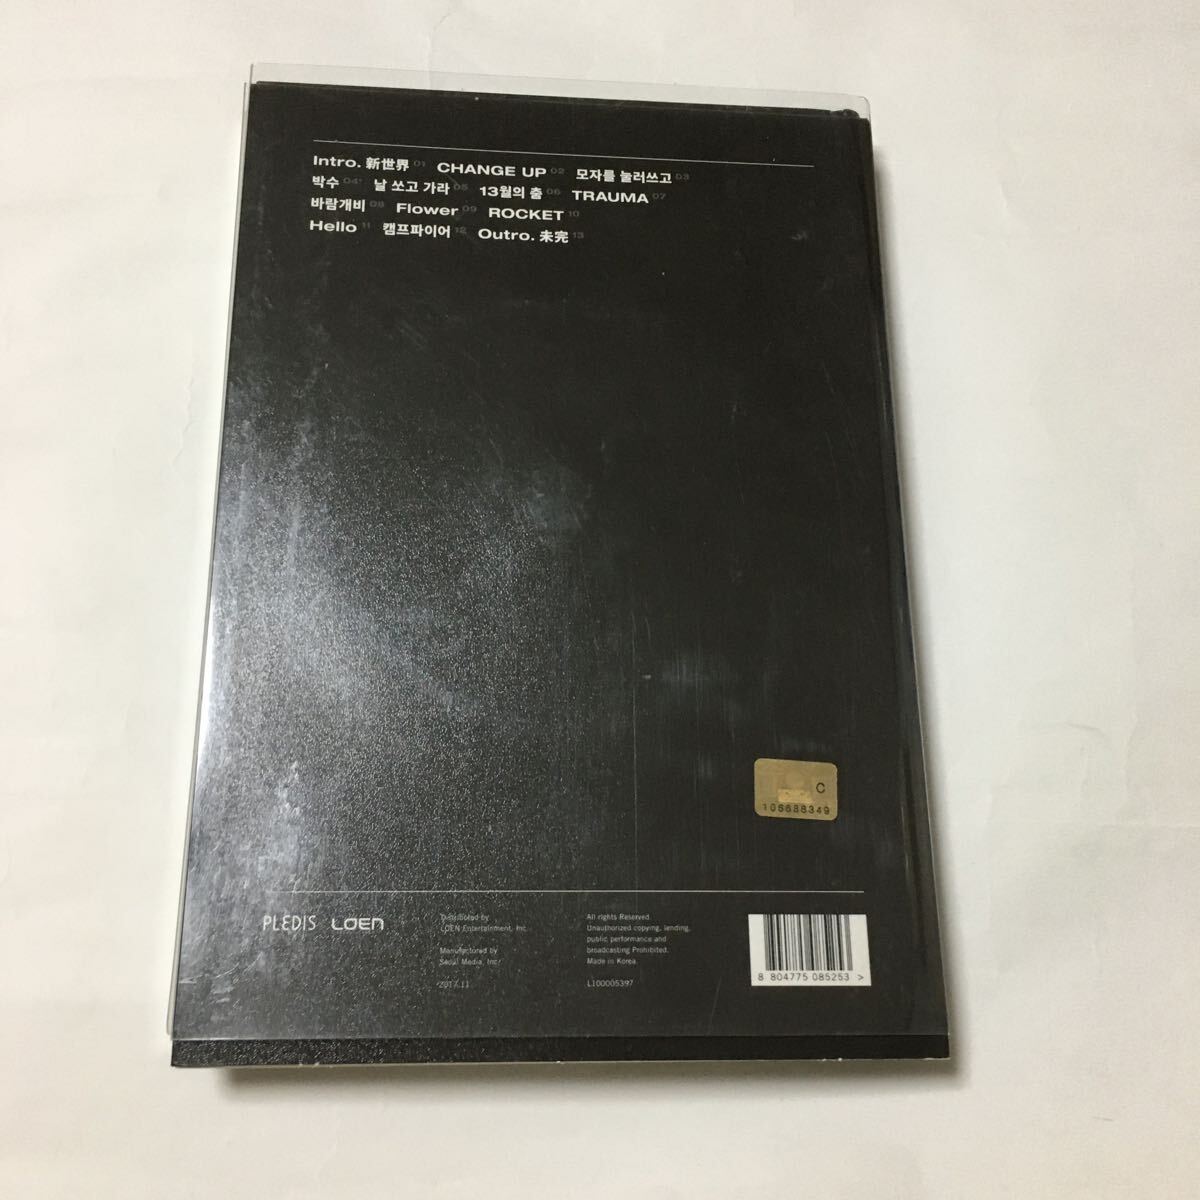 Intro. 新世界 01 CHANGE UP 02 모자를 눌러쓰고 03
박수 04 날 쏘고 가라 05 13월의 춤 06 TRAUMA 07
바람개비 08 Flower 09 ROCKET 10
Hello 11 캠프파이어 12 Outro. 未完 13
C
106688349
PLEDIS LOEN
Distributed by
LOEN Entertainment, Inc.
Manufactured by
Seoul Media, Inc.
2017.11
All rights Reserved.
Unauthorized copying, lending,
public performance and
broadcasting Prohibited.
Made in Korea.
L100005397
8 804775 085253 >